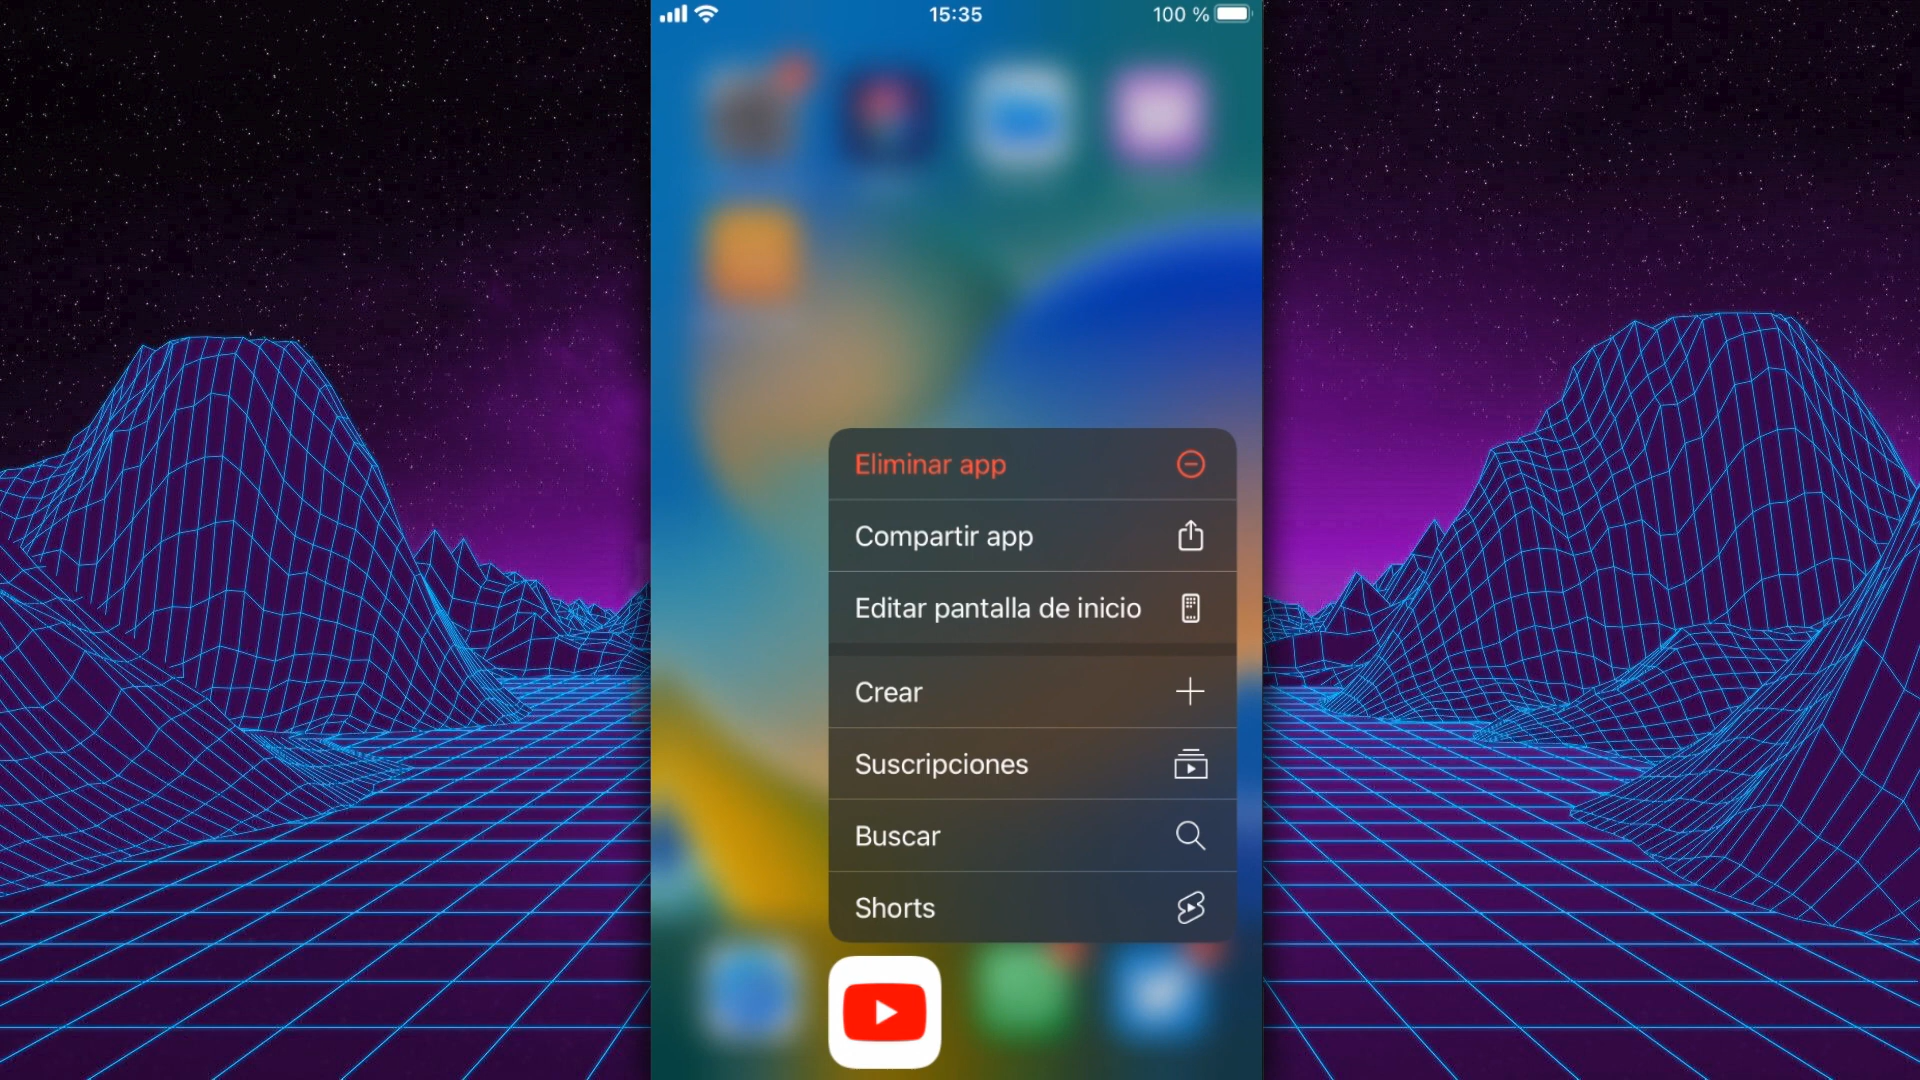 15:35
100 %
Eliminar app
Compartir app
Editar pantalla de inicio
Crear
Suscripciones
Buscar
Shorts